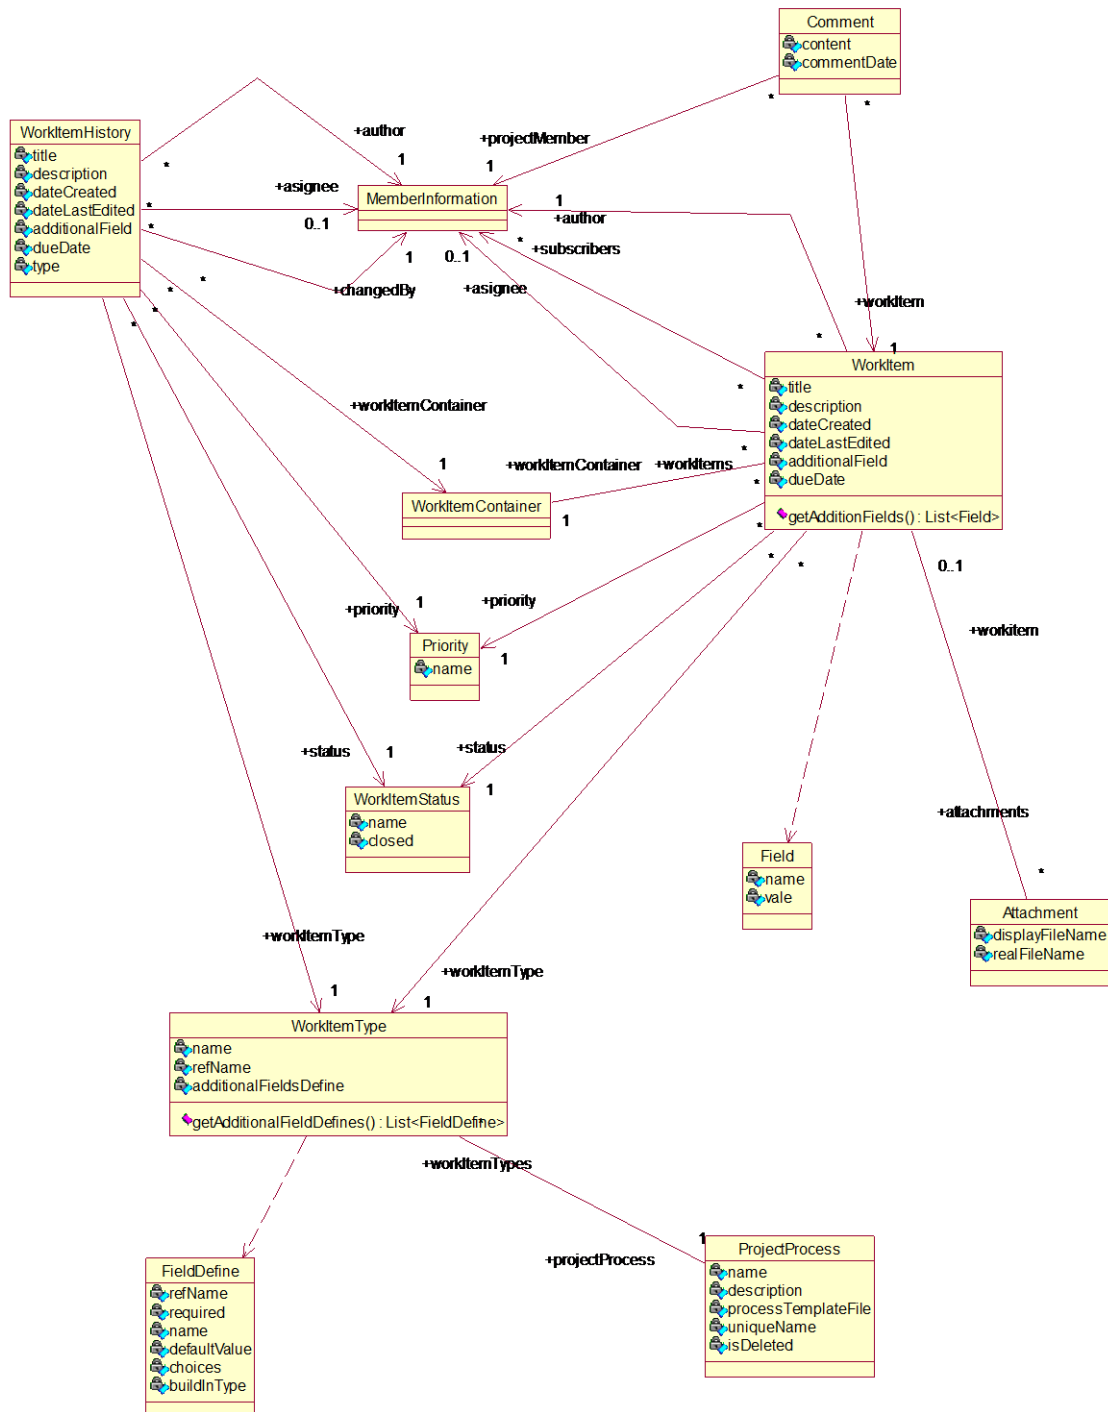 Comment
content
commentDate
*
*
+projectMember
1
+author
1
*
WorkItemHistory
title
description
dateCreated
dateLastEdited
additionalField
dueDate
type
+asignee
*
0..1
*
1
+changedBy
MemberInformation
1
+author
*
+subscribers
0..1
+asignee
+workItem
1
*
*
*
WorkItem
title
description
dateCreated
dateLastEdited
additionalField
dueDate
getAdditionFields() : List<Field>
*
*
*
*
*
+workItemContainer
1
+workItemContainer
+workItems
*
WorkItemContainer
1
*
*
*
0..1
+workitem
+priority
1
+priority
1
Priority
name
+status
1
+status
1
WorkItemStatus
name
closed
+attachments
*
Field
name
vale
Attachment
displayFileName
realFileName
+workItemType
1
+workItemType
1
WorkItemType
name
refName
additionalFieldsDefine
getAdditionalFieldDefines() : List<FieldDefine>
*
+workItemTypes
1
+projectProcess
FieldDefine
refName
required
name
defaultValue
choices
buildInType
ProjectProcess
name
description
processTemplateFile
uniqueName
isDeleted